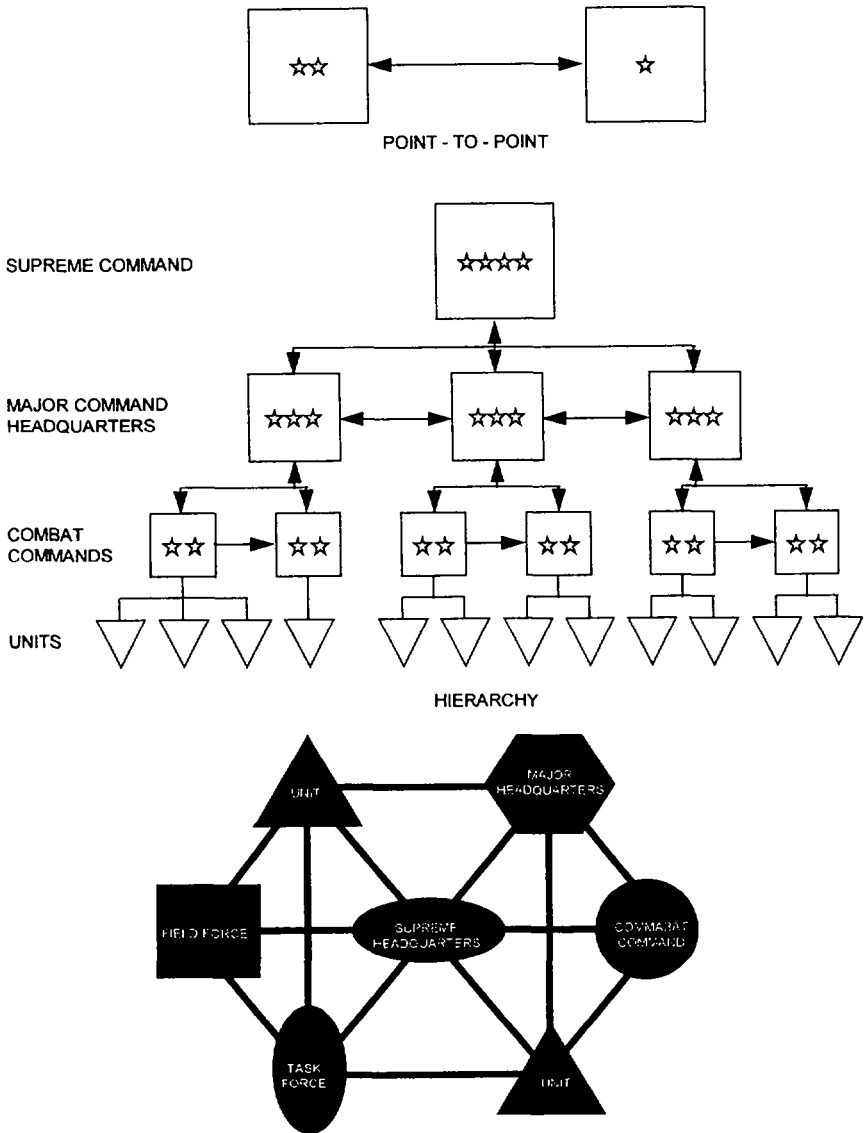 POINT - TO - POINT
SUPREME COMMAND
MAJOR COMMAND
HEADQUARTERS
COMBAT
COMMANDS
UNITS
HIERARCHY
UNIT
MAJOR
HEADQUARTERS
FIELD FORCE
SUPREME
HEADQUARTERS
COMMABAT
COMMAND
TASK
FORCE
UNIT